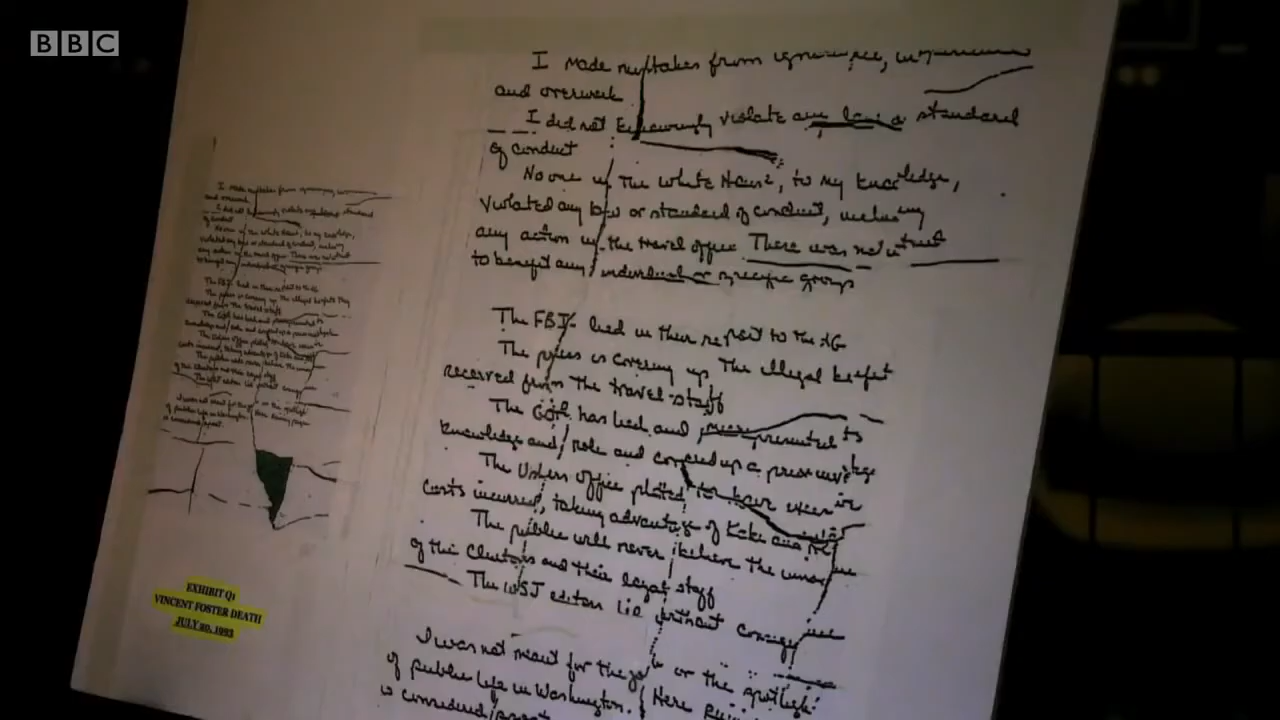 BBC
I made mistakes from ignorance, inexperience
and overwork
I did not knowingly violate any law or standard
of conduct
No one in The White House, to my knowledge,
violated any law or standard of conduct, including
any action in the travel office. There was no intent
to benefit any individual or specific group
The FBI lied in their report to the AG
The press is covering up the illegal benefit
received from the travel staff
The GOP has lied and misrepresented its
knowledge and role and covered up a prior investigation
The Ushers Office plotted to have excessive
costs incurred, taking advantage of Kaki and HRC
The public will never believe the innocence
of the Clintons and their loyal staff
The WSJ editors lie without consequence
I was not meant for the job or the spotlight
of public life in Washington. Here ruining
is considered sport
EXHIBIT Q1
VINCENT FOSTER DEATH
JULY 20, 1993